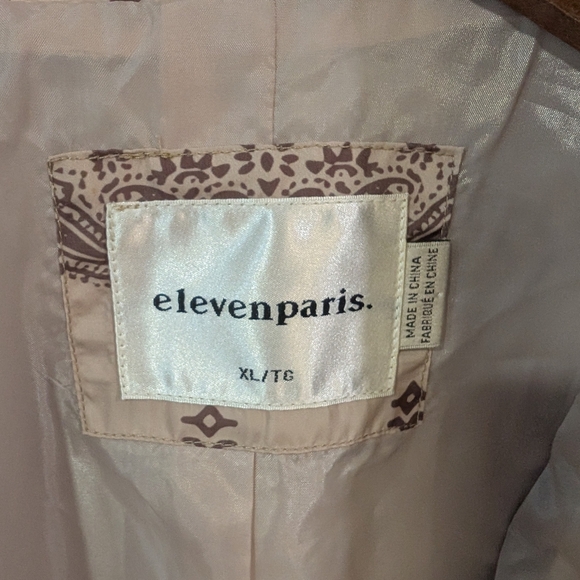 elevenparis.
XL/TG
MADE IN CHINA
FABRIQUÉ EN CHINE